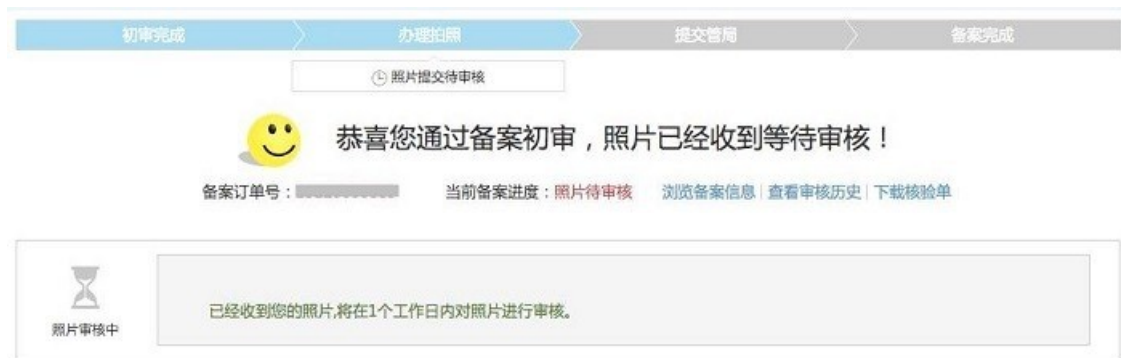 初审完成 办理拍照 提交管局 备案完成
照片提交待审核
恭喜您通过备案初审，照片已经收到等待审核！
备案订单号： 当前备案进度：照片待审核 浏览备案信息 | 查看审核历史 | 下载核验单
已经收到您的照片,将在1个工作日内对照片进行审核。
照片审核中